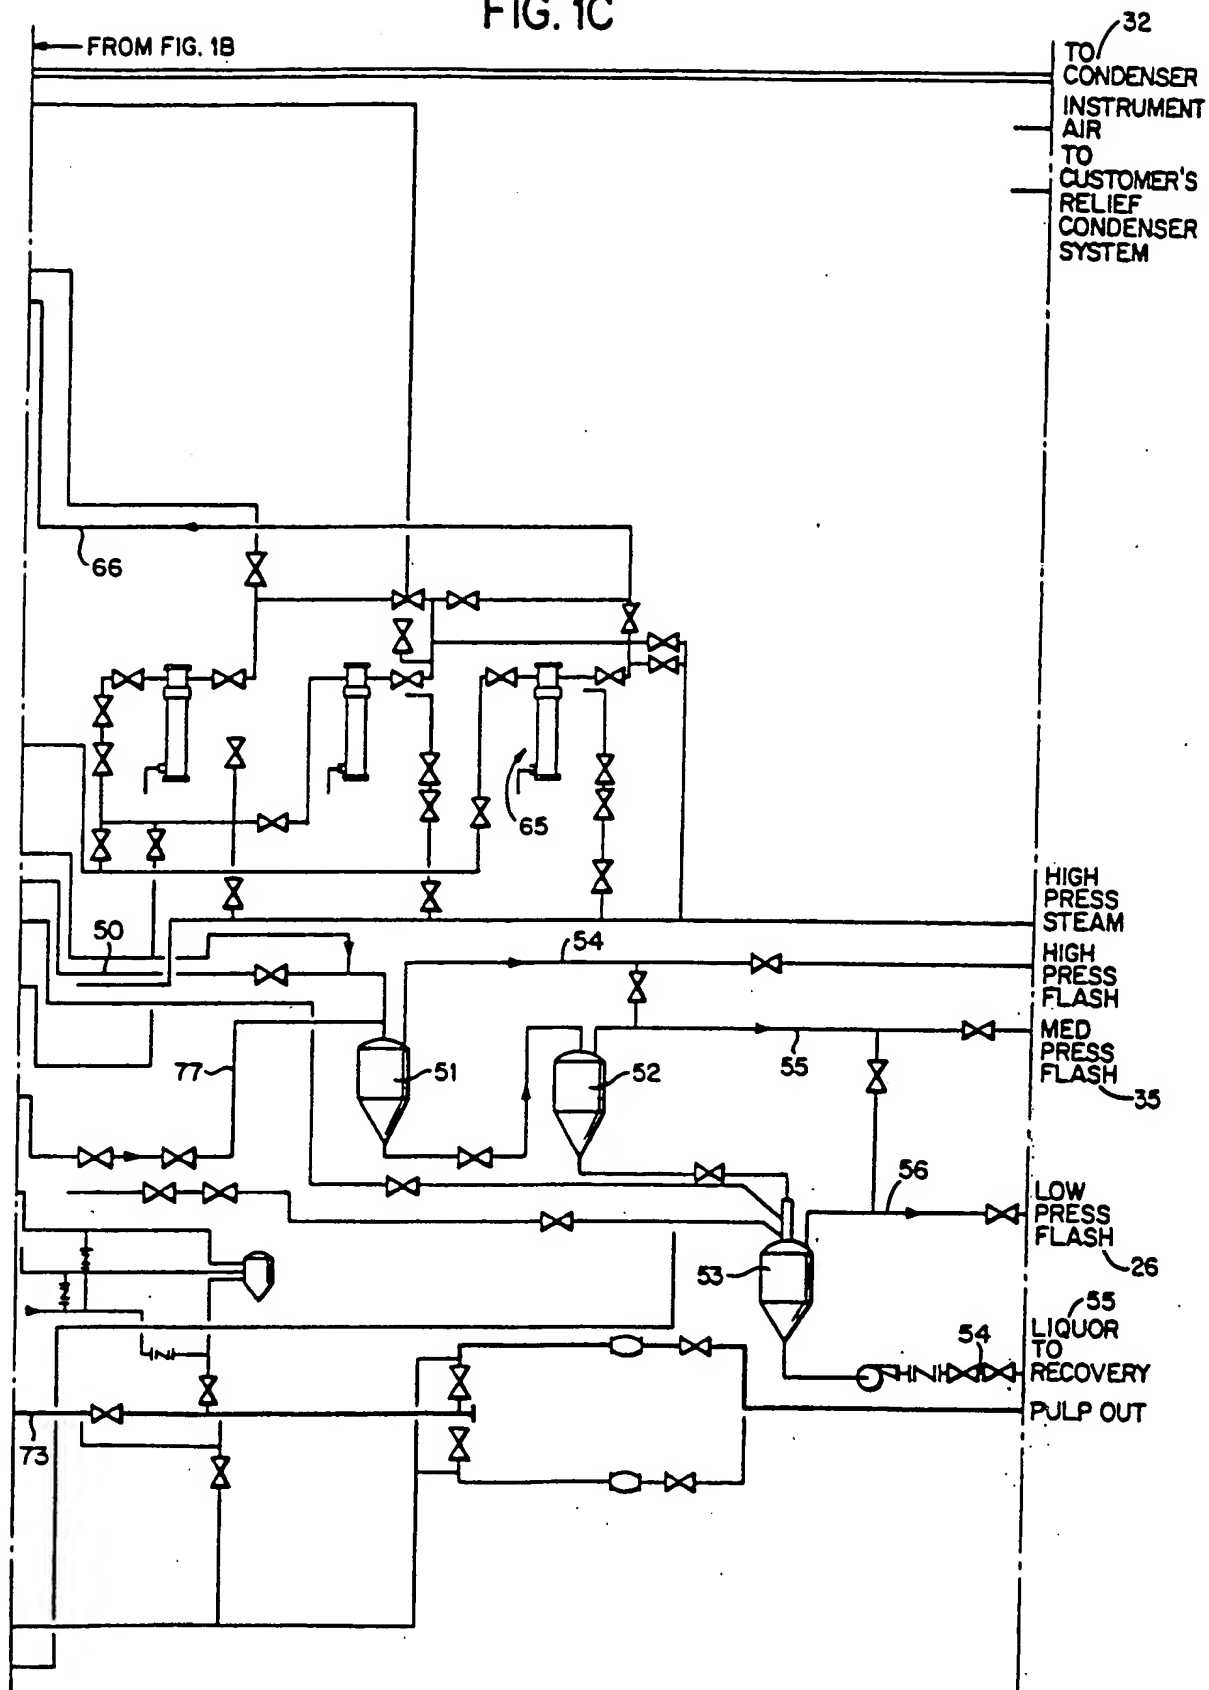 FIG. 1C
FROM FIG. 1B
32
TO
CONDENSER
INSTRUMENT
AIR
TO
CUSTOMER'S
RELIEF
CONDENSER
SYSTEM
66
65
HIGH
PRESS
STEAM
50
54
HIGH
PRESS
FLASH
MED
PRESS
FLASH
35
55
77
51
52
56
LOW
PRESS
FLASH
26
53
55
LIQUOR
TO
RECOVERY
54
PULP OUT
73